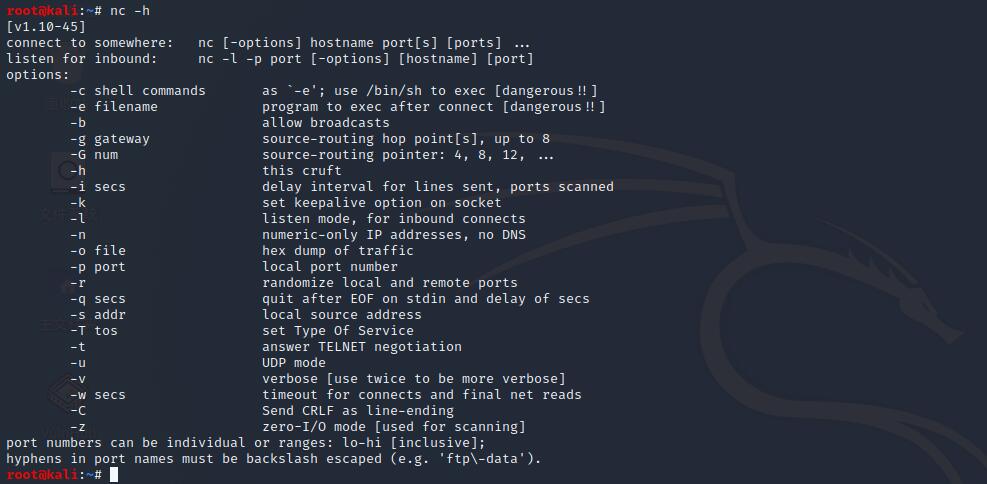 root@kali:~# nc -h
[v1.10-45]
connect to somewhere:   nc [-options] hostname port[s] [ports] ...
listen for inbound:     nc -l -p port [-options] [hostname] [port]
options:
        -c shell commands       as `-e'; use /bin/sh to exec [dangerous!!]
        -e filename             program to exec after connect [dangerous!!]
        -b                      allow broadcasts
        -g gateway              source-routing hop point[s], up to 8
        -G num                  source-routing pointer: 4, 8, 12, ...
        -h                      this cruft
        -i secs                 delay interval for lines sent, ports scanned
        -k                      set keepalive option on socket
        -l                      listen mode, for inbound connects
        -n                      numeric-only IP addresses, no DNS
        -o file                 hex dump of traffic
        -p port                 local port number
        -r                      randomize local and remote ports
        -q secs                 quit after EOF on stdin and delay of secs
        -s addr                 local source address
        -T tos                  set Type Of Service
        -t                      answer TELNET negotiation
        -u                      UDP mode
        -v                      verbose [use twice to be more verbose]
        -w secs                 timeout for connects and final net reads
        -C                      Send CRLF as line-ending
        -z                      zero-I/O mode [used for scanning]
port numbers can be individual or ranges: lo-hi [inclusive];
hyphens in port names must be backslash escaped (e.g. 'ftp\-data').
root@kali:~#